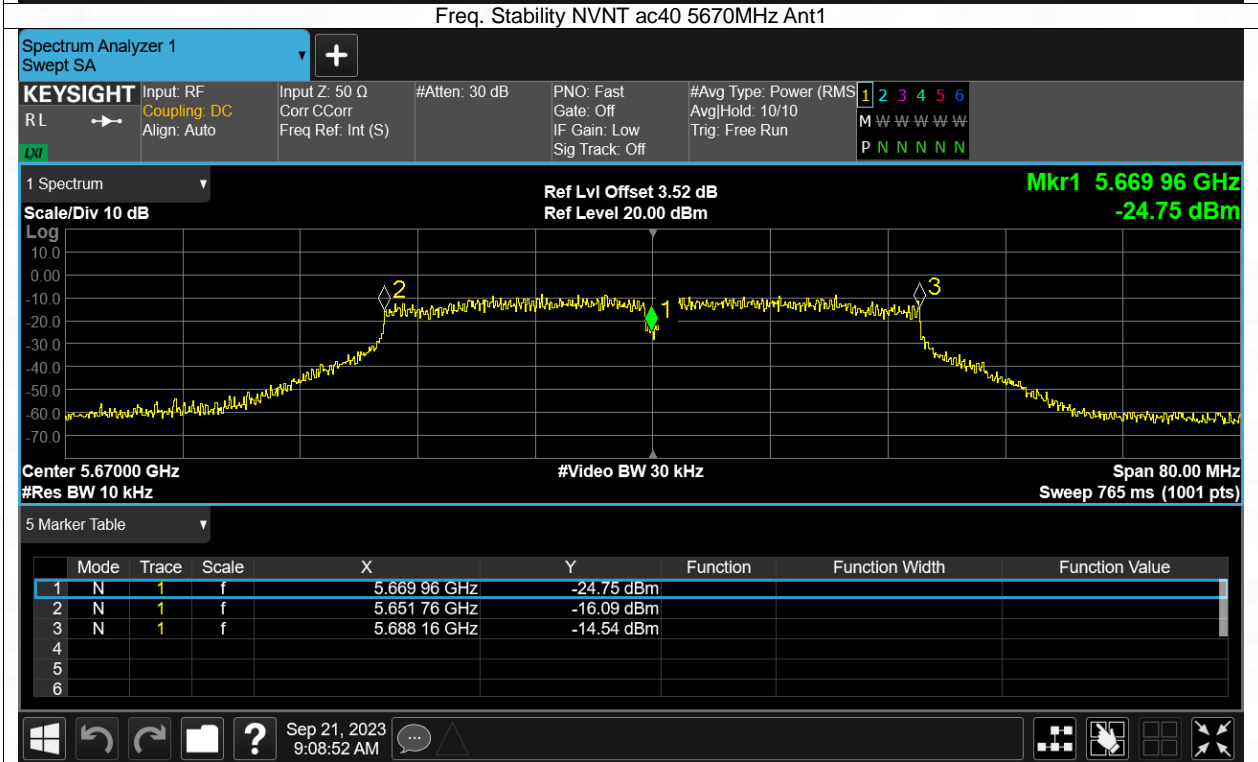 Freq. Stability NVNT ac40 5670MHz Ant1
Spectrum Analyzer 1
Swept SA
+
KEYSIGHT
RL
LXI
Input: RF
Coupling: DC
Align: Auto
Input Z: 50 Ω
Corr CCorr
Freq Ref: Int (S)
#Atten: 30 dB
PNO: Fast
Gate: Off
IF Gain: Low
Sig Track: Off
#Avg Type: Power (RMS
Avg|Hold: 10/10
Trig: Free Run
1 2 3 4 5 6
M W W W W W
P N N N N N
1 Spectrum
Scale/Div 10 dB
Ref Lvl Offset 3.52 dB
Ref Level 20.00 dBm
Mkr1 5.669 96 GHz
-24.75 dBm
Log
10.0
0.00
-10.0
-20.0
-30.0
-40.0
-50.0
-60.0
-70.0
2
1
3
Center 5.67000 GHz
#Video BW 30 kHz
Span 80.00 MHz
#Res BW 10 kHz
Sweep 765 ms (1001 pts)
5 Marker Table
Mode Trace Scale X Y Function Function Width Function Value
1 N 1 f 5.669 96 GHz -24.75 dBm
2 N 1 f 5.651 76 GHz -16.09 dBm
3 N 1 f 5.688 16 GHz -14.54 dBm
4
5
6
?
Sep 21, 2023
9:08:52 AM